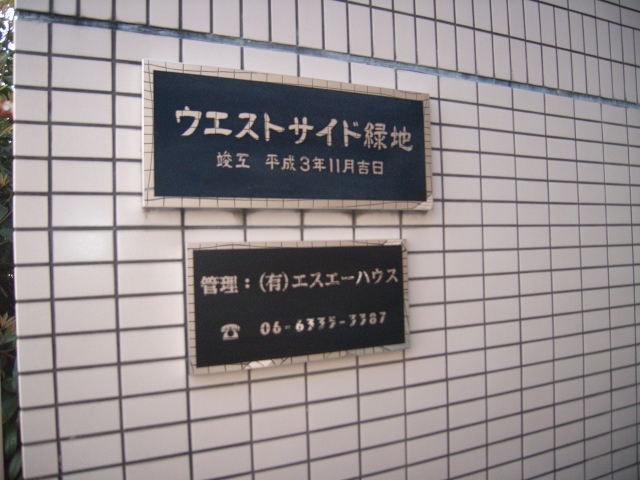 ウエストサイド緑地
竣工 平成3年11月吉日
管理：(有)エスエーハウス
☎ 06-6335-3387